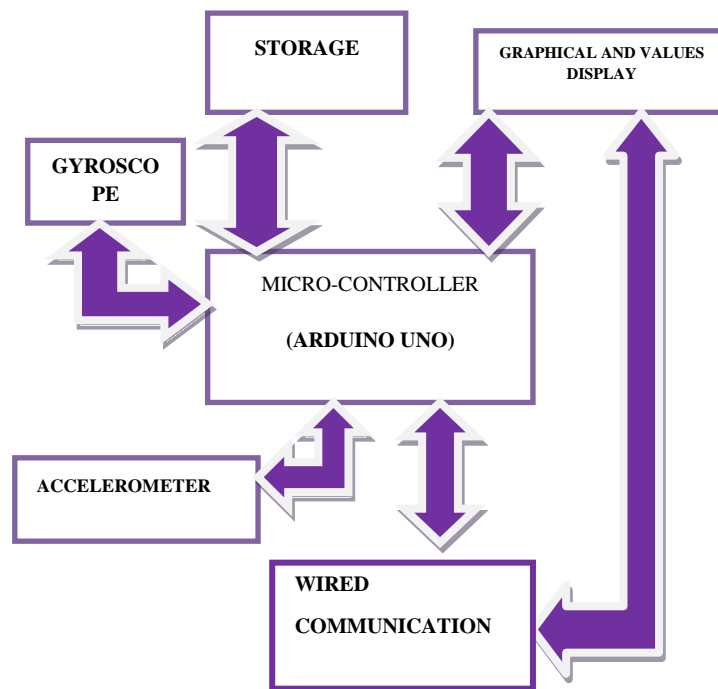 STORAGE
GRAPHICAL AND VALUES
DISPLAY
GYROSCO
PE
MICRO-CONTROLLER
(ARDUINO UNO)
ACCELEROMETER
WIRED
COMMUNICATION